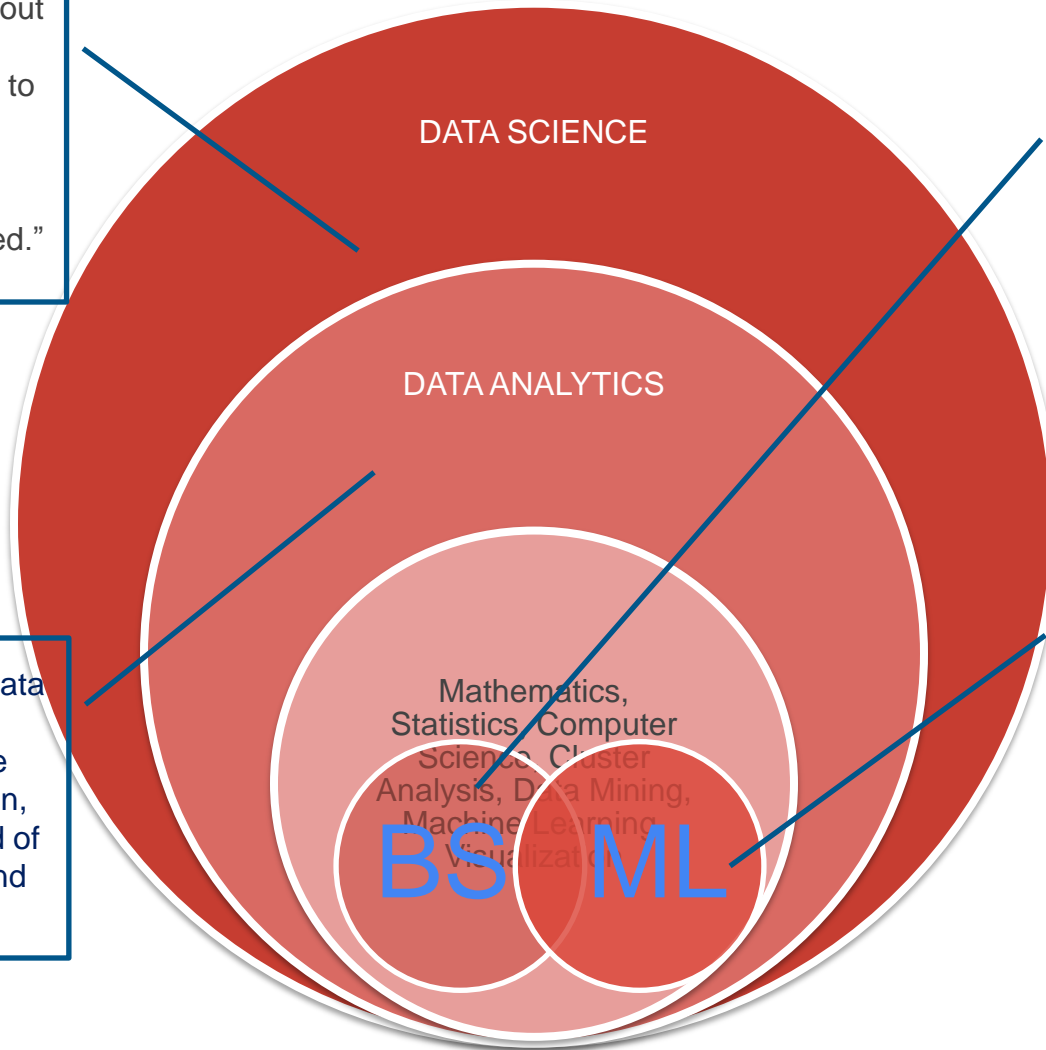 out
to
ed.”
DATA SCIENCE
DATA ANALYTICS
ata
e
n,
d of
nd
Mathematics,
Statistics, Computer
Science, Cluster
Analysis, Data Mining,
Machine Learning
Visualization
BS
ML